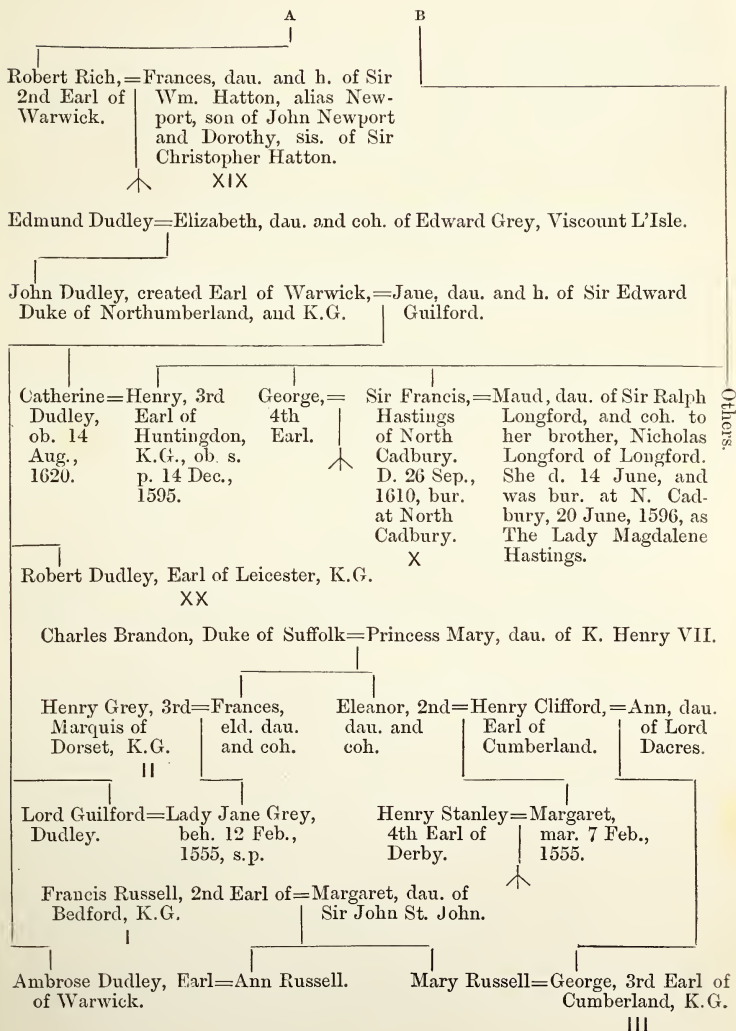 A B
Robert Rich,=Frances, dau. and h. of Sir
2nd Earl of Wm. Hatton, alias New-
Warwick. port, son of John Newport
and Dorothy, sis. of Sir
Christopher Hatton.
XIX
Edmund Dudley=Elizabeth, dau. and coh. of Edward Grey, Viscount L'Isle.
John Dudley, created Earl of Warwick,=Jane, dau. and h. of Sir Edward
Duke of Northumberland, and K.G. Guilford.
Catherine=Henry, 3rd George,= Sir Francis,=Maud, dau. of Sir Ralph
Dudley, Earl of 4th Hastings Longford, and coh. to
ob. 14 Huntingdon, Earl. of North her brother, Nicholas
Aug., K.G., ob. s. Cadbury. Longford of Longford.
1620. p. 14 Dec., D. 26 Sep., She d. 14 June, and
1595. 1610, bur. was bur. at N. Cad-
at North bury, 20 June, 1596, as
Cadbury. The Lady Magdalene
X Hastings.
Others.
Robert Dudley, Earl of Leicester, K.G.
XX
Charles Brandon, Duke of Suffolk=Princess Mary, dau. of K. Henry VII.
Henry Grey, 3rd=Frances, Eleanor, 2nd=Henry Clifford,=Ann, dau.
Marquis of eld. dau. dau. and Earl of of Lord
Dorset, K.G. and coh. coh. Cumberland. Dacres.
II
Lord Guilford=Lady Jane Grey, Henry Stanley=Margaret,
Dudley. beh. 12 Feb., 4th Earl of mar. 7 Feb.,
1555, s.p. Derby. 1555.
Francis Russell, 2nd Earl of=Margaret, dau. of
Bedford, K.G. Sir John St. John.
I
Ambrose Dudley, Earl=Ann Russell. Mary Russell=George, 3rd Earl of
of Warwick. Cumberland, K.G.
III